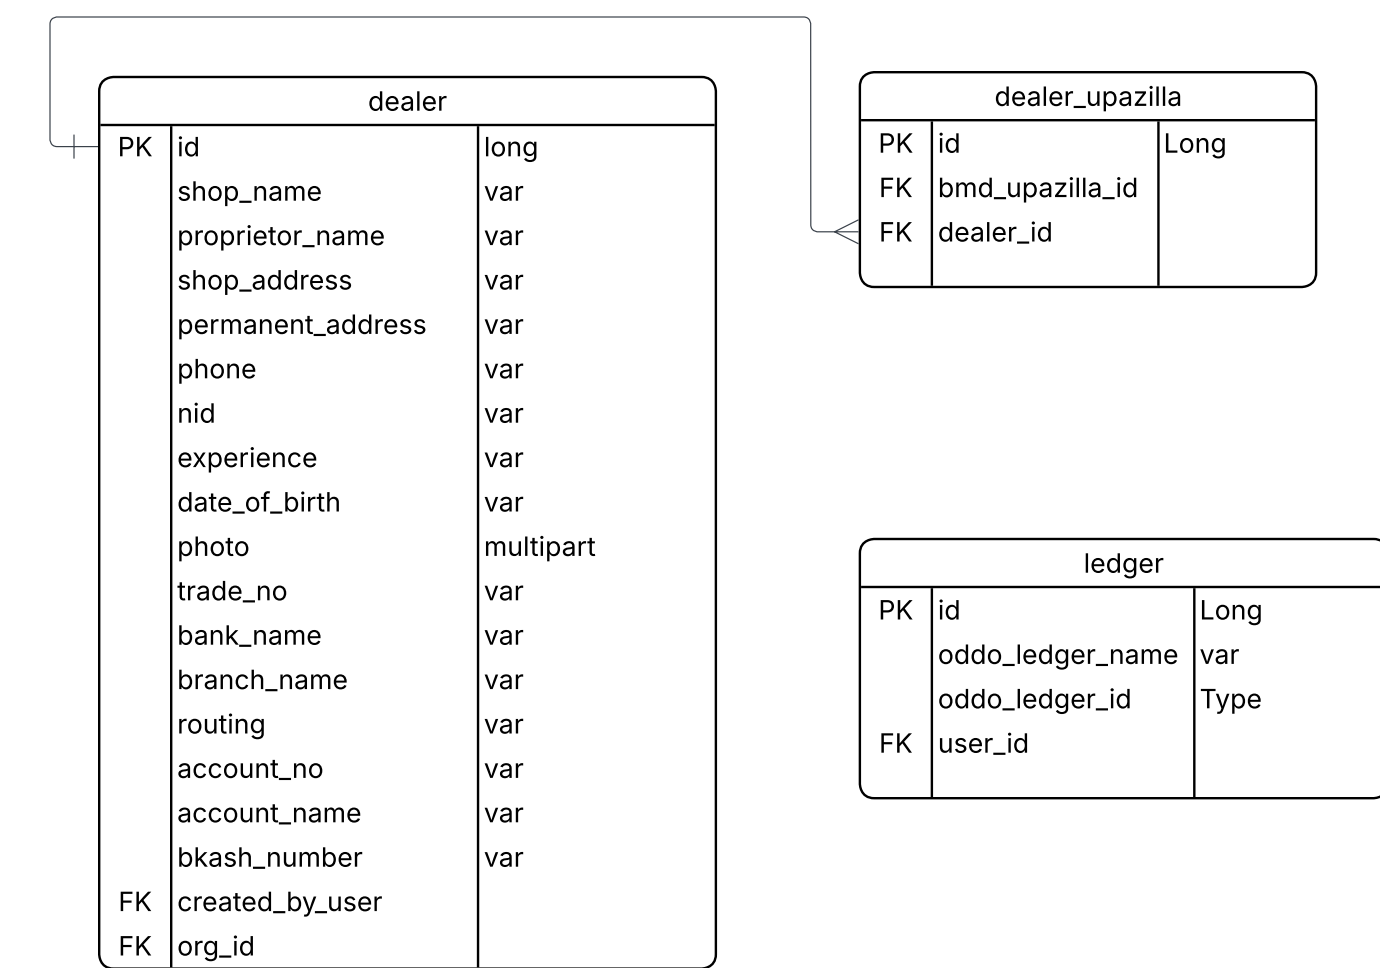 dealer
PK id long
shop_name var
proprietor_name var
shop_address var
permanent_address var
phone var
nid var
experience var
date_of_birth var
photo multipart
trade_no var
bank_name var
branch_name var
routing var
account_no var
account_name var
bkash_number var
FK created_by_user
FK org_id
dealer_upazilla
PK id Long
FK bmd_upazilla_id
FK dealer_id
ledger
PK id Long
oddo_ledger_name var
oddo_ledger_id Type
FK user_id